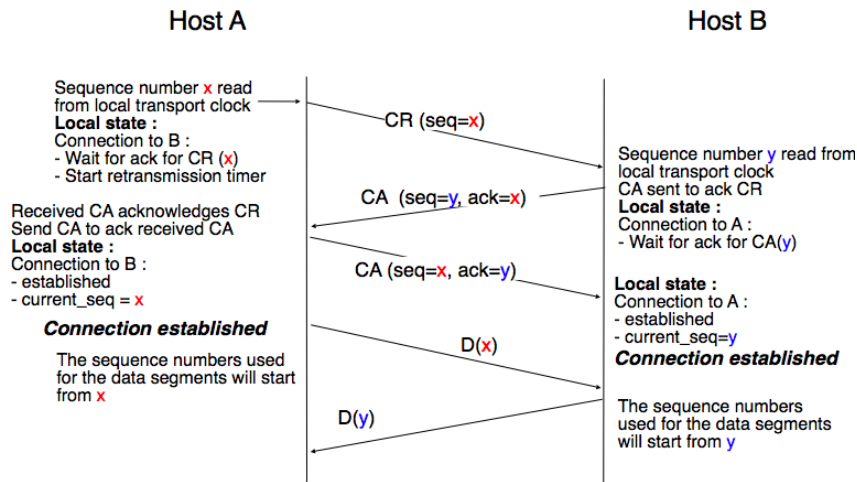 Host A
Host B
Sequence number x read
from local transport clock
Local state :
Connection to B :
- Wait for ack for CR (x)
- Start retransmission timer
CR (seq=x)
Sequence number y read from
local transport clock
CA sent to ack CR
Local state :
Connection to A :
- Wait for ack for CA(y)
CA (seq=y, ack=x)
Received CA acknowledges CR
Send CA to ack received CA
Local state :
Connection to B :
- established
- current_seq = x
Connection established
CA (seq=x, ack=y)
Local state :
Connection to A :
- established
- current_seq=y
Connection established
The sequence numbers used
for the data segments will start
from x
D(x)
D(y)
The sequence numbers
used for the data segments
will start from y